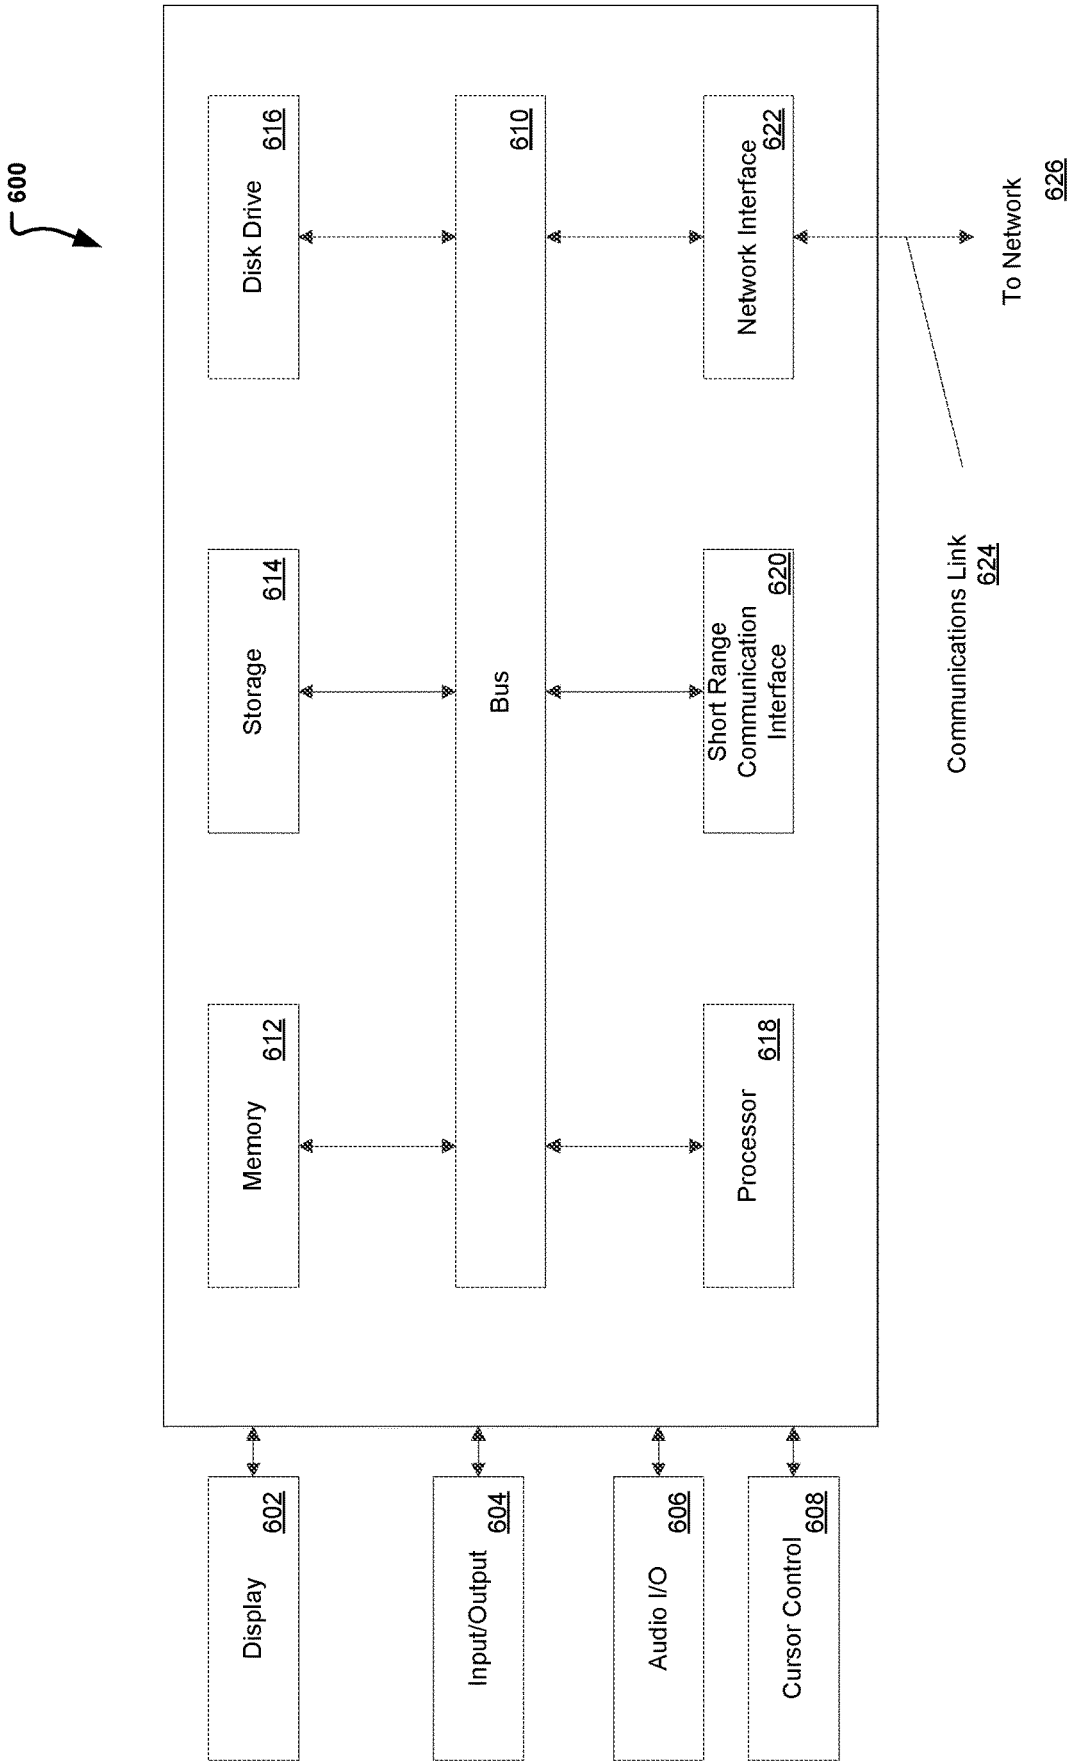 600
Display
602
Input/Output
604
Audio I/O
606
Cursor Control
608
Memory
612
Storage
614
Disk Drive
616
Bus
610
Processor
618
Short Range
Communication
Interface
620
Network Interface
622
Communications Link
624
To Network
626